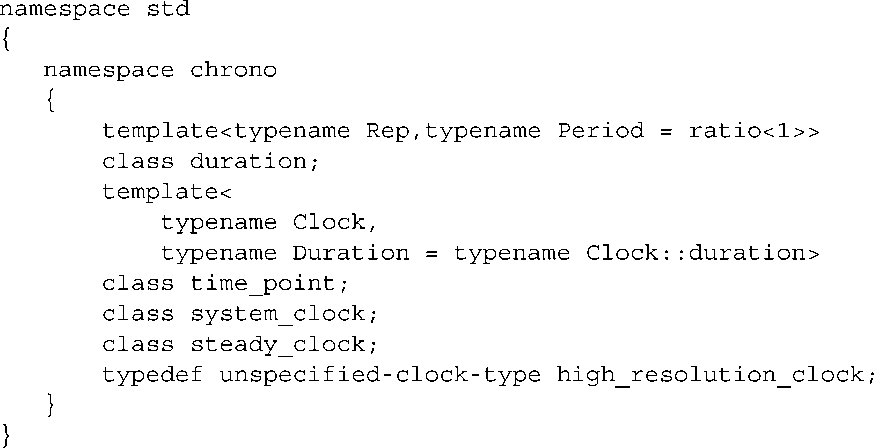 namespace std
{
namespace chrono
{
template<typename Rep,typename Period = ratio<1>>
class duration;
template<
typename Clock,
typename Duration = typename Clock::duration>
class time_point;
class system_clock;
class steady_clock;
typedef unspecified-clock-type high_resolution_clock;
}
}